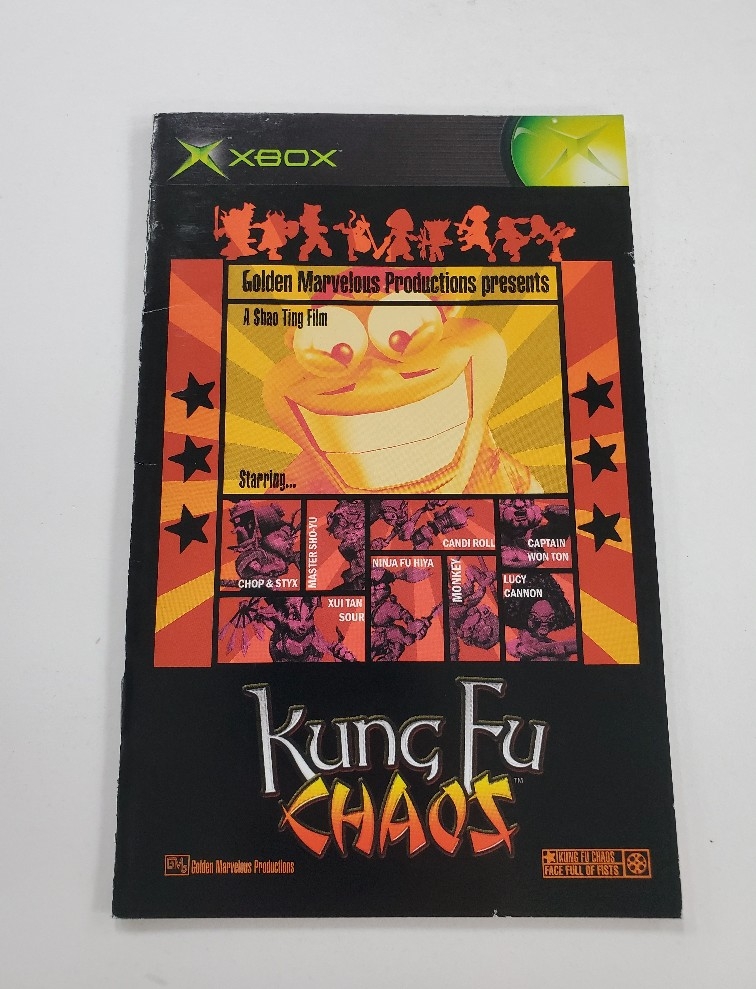 XBOX
Golden Marvelous Productions presents
A Shao Ting Film
Starring...
CHOP & STYX
MASTER SHO-YU
CANDI ROLL
CAPTAIN
WON TON
XUI TAN
SOUR
NINJA FU HIYA
MONKEY
LUCY
CANNON
Kung Fu
CHAOS™
GMP Golden Marvelous Productions
KUNG FU CHAOS
FACE FULL OF FISTS